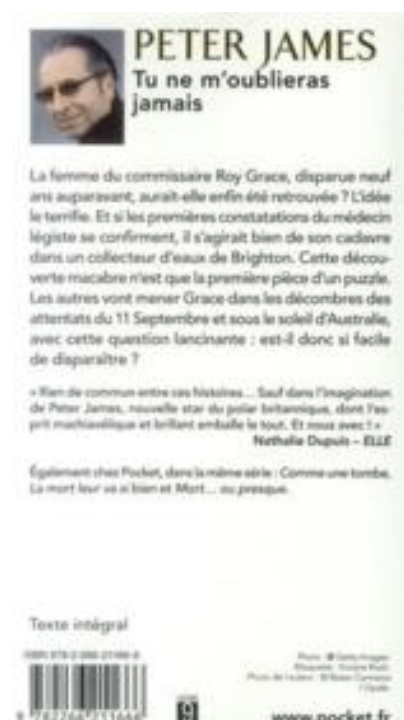 PETER JAMES
Tu ne m'oublieras
jamais
La femme du commissaire Roy Grace, disparue neuf
ans auparavant, aurait-elle enfin été retrouvée ? L'idée
le terrifie. Et si les premières constatations du médecin
légiste se confirment, il s'agirait bien de son cadavre
dans un collecteur d'eaux de Brighton. Cette décou-
verte macabre n'est que la première pièce d'un puzzle.
Les autres vont mener Grace dans les décombres des
attentats du 11 Septembre et sous le soleil d'Australie,
avec cette question lancinante : est-il donc si facile
de disparaître ?
« Rien de commun entre ces histoires... Sauf dans l'imagination
de Peter James, nouvelle star du polar britannique, dont l'es-
prit machiavélique et brillant emballe le tout. Et nous avec ! »
Nathalie Dupuis – ELLE
Également chez Pocket, dans la même série : Comme une tombe,
La mort leur va si bien et Mort... ou presque.
Texte intégral
9 782266 211666
www.pocket.fr